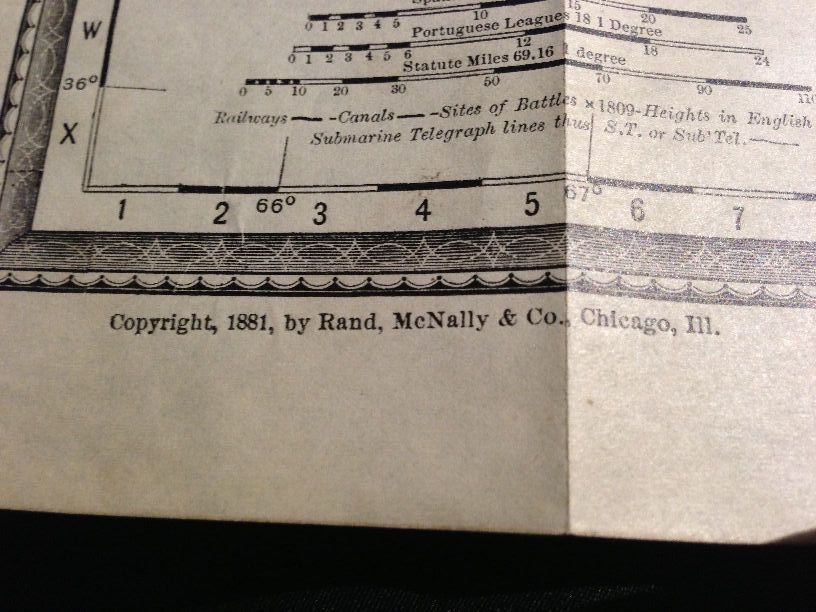 15
0 1 2 3 4 5 10 20 25
Portuguese Leagues 18 1 Degree
0 1 2 3 4 5 6 12 18 24
Statute Miles 69.16 1 degree
0 5 10 20 30 50 70 90
W
36°
Railways -Canals -Sites of Battles × 1809-Heights in English
X
Submarine Telegraph lines thus S.T. or Sub'Tel.
1 2 66° 3 4 5 67° 6 7
Copyright, 1881, by Rand, McNally & Co., Chicago, Ill.